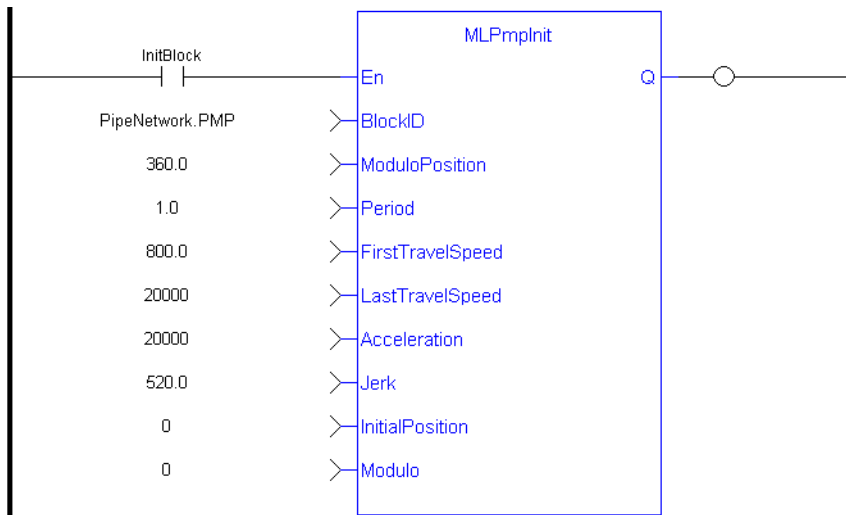 MLPmpInit
InitBlock
En Q
PipeNetwork.PMP BlockID
360.0 ModuloPosition
1.0 Period
800.0 FirstTravelSpeed
20000 LastTravelSpeed
20000 Acceleration
520.0 Jerk
0 InitialPosition
0 Modulo